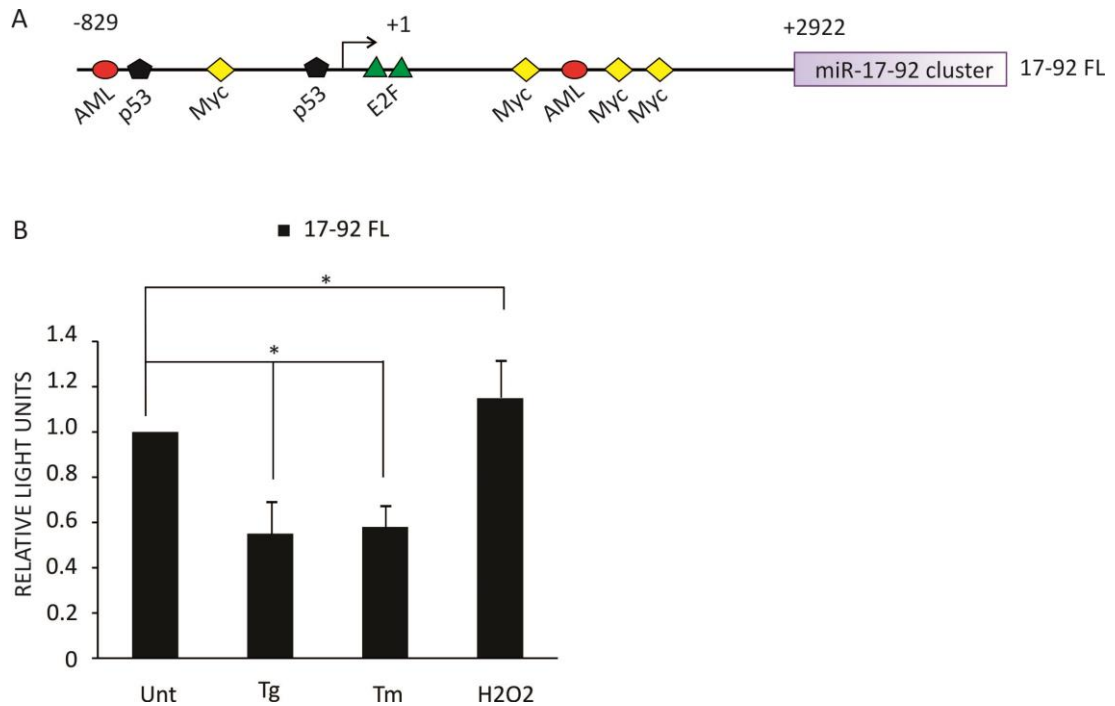 A
-829
+1
+2922
miR-17-92 cluster
17-92 FL
AML
p53
Myc
p53
E2F
Myc
AML
Myc
Myc
B
17-92 FL
*
*
RELATIVE LIGHT UNITS
1.4
1.2
1.0
0.8
0.6
0.4
0.2
0
Unt
Tg
Tm
H2O2